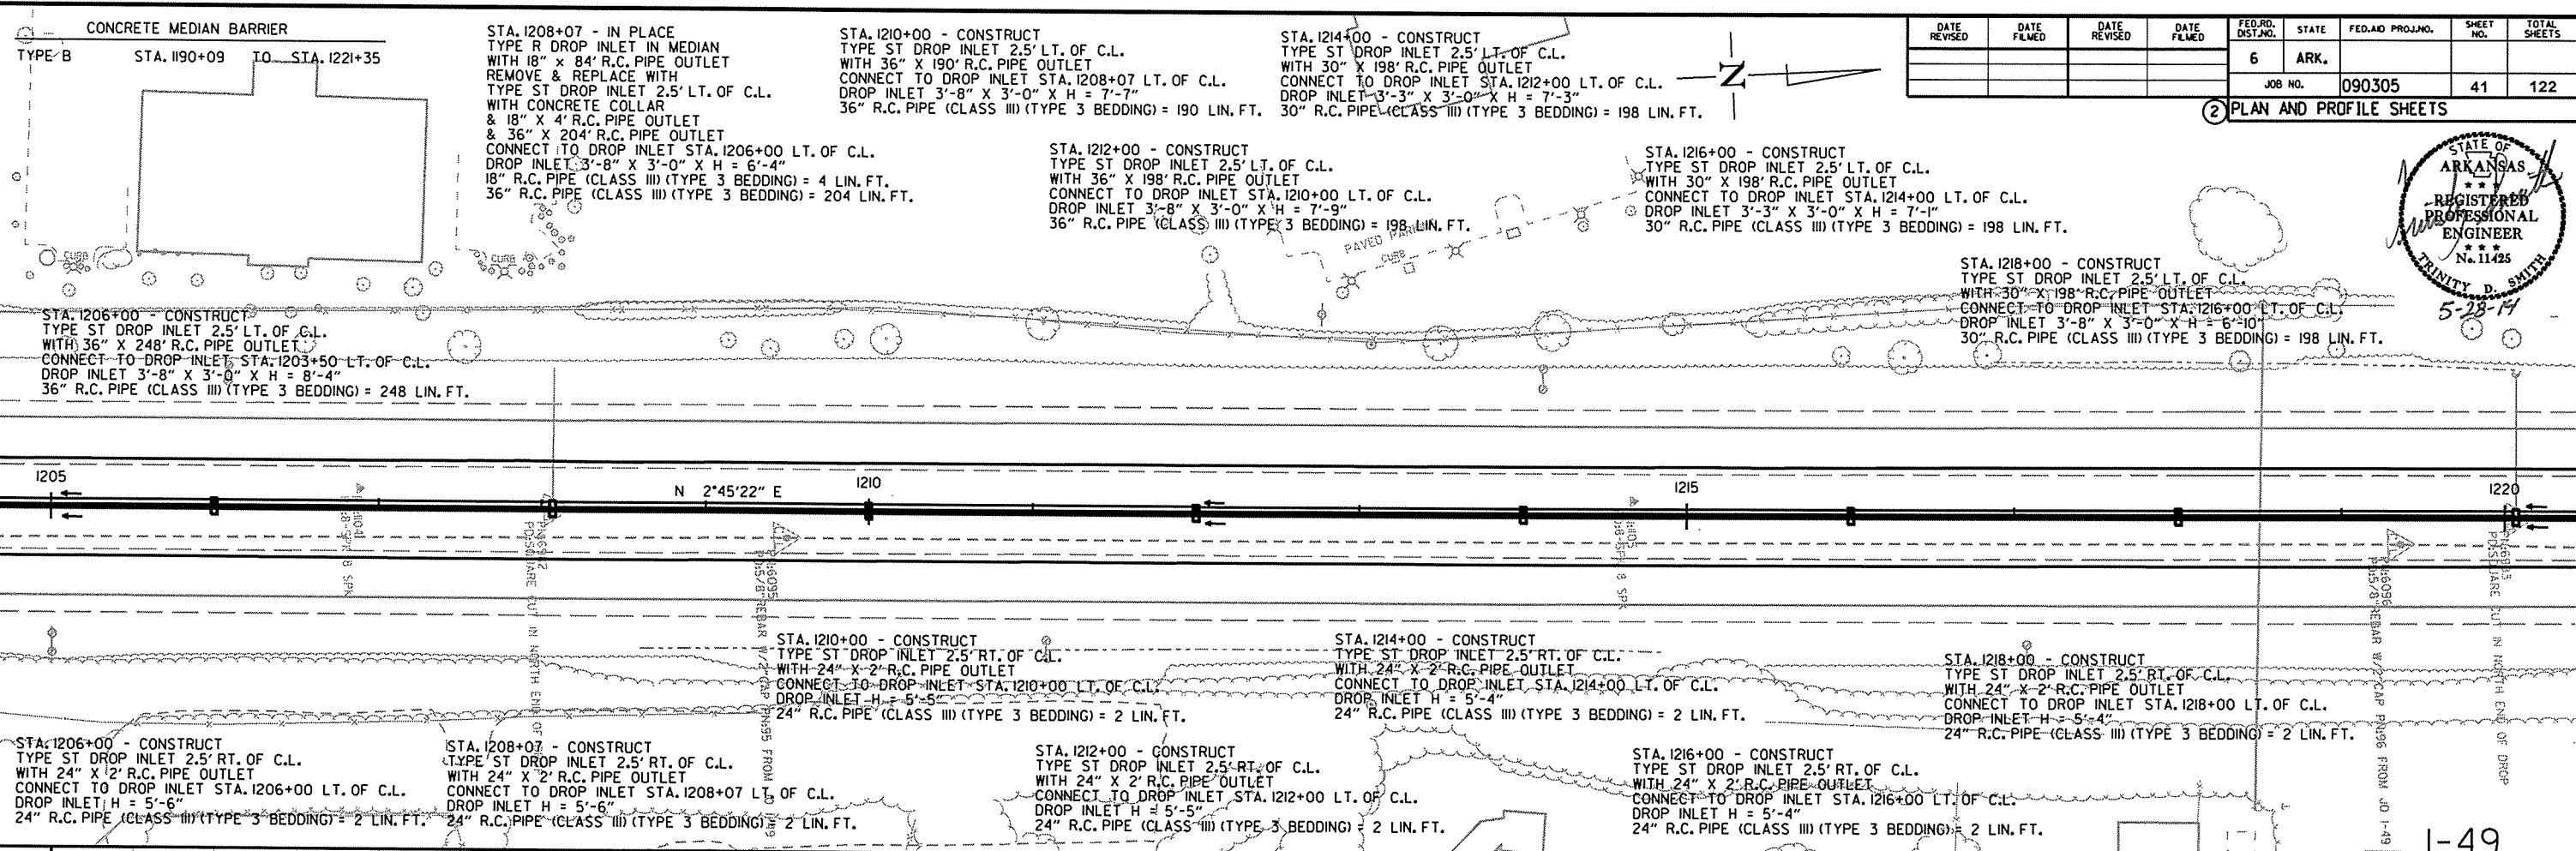 CONCRETE MEDIAN BARRIER
TYPE B STA. 1190+09 TO STA. 1221+35
STA. 1208+07 - IN PLACE
TYPE R DROP INLET IN MEDIAN
WITH 18" x 84' R.C. PIPE OUTLET
REMOVE & REPLACE WITH
TYPE ST DROP INLET 2.5' LT. OF C.L.
WITH CONCRETE COLLAR
& 18" X 4' R.C. PIPE OUTLET
& 36" X 204' R.C. PIPE OUTLET
CONNECT TO DROP INLET STA. 1206+00 LT. OF C.L.
DROP INLET 3'-8" X 3'-0" X H = 6'-4"
18" R.C. PIPE (CLASS III) (TYPE 3 BEDDING) = 4 LIN. FT.
36" R.C. PIPE (CLASS III) (TYPE 3 BEDDING) = 204 LIN. FT.
STA. 1210+00 - CONSTRUCT
TYPE ST DROP INLET 2.5' LT. OF C.L.
WITH 36" X 190' R.C. PIPE OUTLET
CONNECT TO DROP INLET STA. 1208+07 LT. OF C.L.
DROP INLET 3'-8" X 3'-0" X H = 7'-7"
36" R.C. PIPE (CLASS III) (TYPE 3 BEDDING) = 190 LIN. FT.
STA. 1214+00 - CONSTRUCT
TYPE ST DROP INLET 2.5' LT. OF C.L.
WITH 30" X 198' R.C. PIPE OUTLET
CONNECT TO DROP INLET STA. 1212+00 LT. OF C.L.
DROP INLET 3'-3" X 3'-0" X H = 7'-3"
30" R.C. PIPE (CLASS III) (TYPE 3 BEDDING) = 198 LIN. FT.
N
DATE REVISED
DATE FILMED
DATE REVISED
DATE FILMED
FED.RD. DIST.NO.
STATE
FED.AID PROJ.NO.
SHEET NO.
TOTAL SHEETS
6 ARK.
JOB NO. 090305 41 122
2 PLAN AND PROFILE SHEETS
STATE OF
ARKANSAS
REGISTERED
PROFESSIONAL
ENGINEER
No. 11425
TRINITY D. SMITH
5-28-14
STA. 1212+00 - CONSTRUCT
TYPE ST DROP INLET 2.5' LT. OF C.L.
WITH 36" X 198' R.C. PIPE OUTLET
CONNECT TO DROP INLET STA. 1210+00 LT. OF C.L.
DROP INLET 3'-8" X 3'-0" X H = 7'-9"
36" R.C. PIPE (CLASS III) (TYPE 3 BEDDING) = 198 LIN. FT.
STA. 1216+00 - CONSTRUCT
TYPE ST DROP INLET 2.5' LT. OF C.L.
WITH 30" X 198' R.C. PIPE OUTLET
CONNECT TO DROP INLET STA. 1214+00 LT. OF C.L.
DROP INLET 3'-3" X 3'-0" X H = 7'-1"
30" R.C. PIPE (CLASS III) (TYPE 3 BEDDING) = 198 LIN. FT.
CURB
CURB
PAVED
CURB
STA. 1218+00 - CONSTRUCT
TYPE ST DROP INLET 2.5' LT. OF C.L.
WITH 30" X 198' R.C. PIPE OUTLET
CONNECT TO DROP INLET STA. 1216+00 LT. OF C.L.
DROP INLET 3'-8" X 3'-0" X H = 6'-10"
30" R.C. PIPE (CLASS III) (TYPE 3 BEDDING) = 198 LIN. FT.
STA. 1206+00 - CONSTRUCT
TYPE ST DROP INLET 2.5' LT. OF C.L.
WITH 36" X 248' R.C. PIPE OUTLET
CONNECT TO DROP INLET STA. 1203+50 LT. OF C.L.
DROP INLET 3'-8" X 3'-0" X H = 8'-4"
36" R.C. PIPE (CLASS III) (TYPE 3 BEDDING) = 248 LIN. FT.
1205
N 2°45'22" E
1210
1215
1220
STA. 1210+00 - CONSTRUCT
TYPE ST DROP INLET 2.5' RT. OF C.L.
WITH 24" X 2' R.C. PIPE OUTLET
CONNECT TO DROP INLET STA. 1210+00 LT. OF C.L.
DROP INLET H = 5'-5"
24" R.C. PIPE (CLASS III) (TYPE 3 BEDDING) = 2 LIN. FT.
STA. 1214+00 - CONSTRUCT
TYPE ST DROP INLET 2.5' RT. OF C.L.
WITH 24" X 2' R.C. PIPE OUTLET
CONNECT TO DROP INLET STA. 1214+00 LT. OF C.L.
DROP INLET H = 5'-4"
24" R.C. PIPE (CLASS III) (TYPE 3 BEDDING) = 2 LIN. FT.
STA. 1218+00 - CONSTRUCT
TYPE ST DROP INLET 2.5' RT. OF C.L.
WITH 24" X 2' R.C. PIPE OUTLET
CONNECT TO DROP INLET STA. 1218+00 LT. OF C.L.
DROP INLET H = 5'-4"
24" R.C. PIPE (CLASS III) (TYPE 3 BEDDING) = 2 LIN. FT.
STA. 1206+00 - CONSTRUCT
TYPE ST DROP INLET 2.5' RT. OF C.L.
WITH 24" X 2' R.C. PIPE OUTLET
CONNECT TO DROP INLET STA. 1206+00 LT. OF C.L.
DROP INLET H = 5'-6"
24" R.C. PIPE (CLASS III) (TYPE 3 BEDDING) = 2 LIN. FT.
STA. 1208+07 - CONSTRUCT
TYPE ST DROP INLET 2.5' RT. OF C.L.
WITH 24" X 2' R.C. PIPE OUTLET
CONNECT TO DROP INLET STA. 1208+07 LT. OF C.L.
DROP INLET H = 5'-6"
24" R.C. PIPE (CLASS III) (TYPE 3 BEDDING) = 2 LIN. FT.
STA. 1212+00 - CONSTRUCT
TYPE ST DROP INLET 2.5' RT. OF C.L.
WITH 24" X 2' R.C. PIPE OUTLET
CONNECT TO DROP INLET STA. 1212+00 LT. OF C.L.
DROP INLET H = 5'-5"
24" R.C. PIPE (CLASS III) (TYPE 3 BEDDING) = 2 LIN. FT.
STA. 1216+00 - CONSTRUCT
TYPE ST DROP INLET 2.5' RT. OF C.L.
WITH 24" X 2' R.C. PIPE OUTLET
CONNECT TO DROP INLET STA. 1216+00 LT. OF C.L.
DROP INLET H = 5'-4"
24" R.C. PIPE (CLASS III) (TYPE 3 BEDDING) = 2 LIN. FT.
I-49